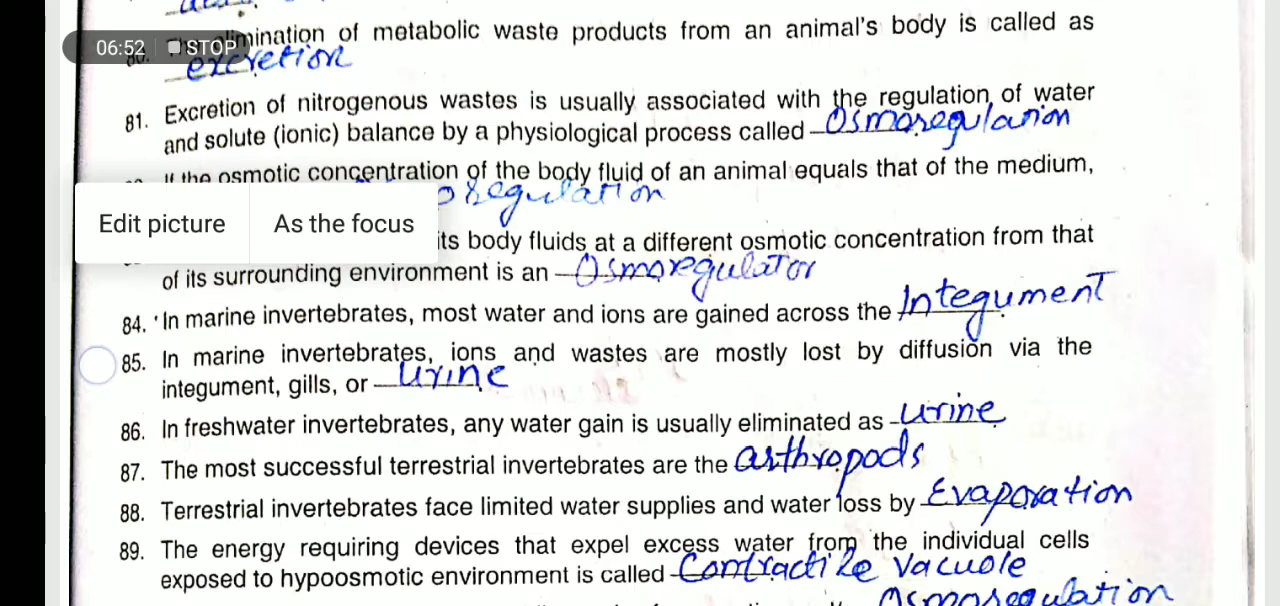 80. The elimination of metabolic waste products from an animal's body is called as
excretion
81. Excretion of nitrogenous wastes is usually associated with the regulation of water
and solute (ionic) balance by a physiological process called Osmoregulation
If the osmotic concentration of the body fluid of an animal equals that of the medium,
oregulation
its body fluids at a different osmotic concentration from that
of its surrounding environment is an Osmoregulator
84. In marine invertebrates, most water and ions are gained across the Integument
85. In marine invertebrates, ions and wastes are mostly lost by diffusion via the
integument, gills, or urine
86. In freshwater invertebrates, any water gain is usually eliminated as urine
87. The most successful terrestrial invertebrates are the arthropods
88. Terrestrial invertebrates face limited water supplies and water loss by Evaporation
89. The energy requiring devices that expel excess water from the individual cells
exposed to hypoosmotic environment is called Contractile Vacuole
Osmoregulation
06:52 STOP
Edit picture As the focus